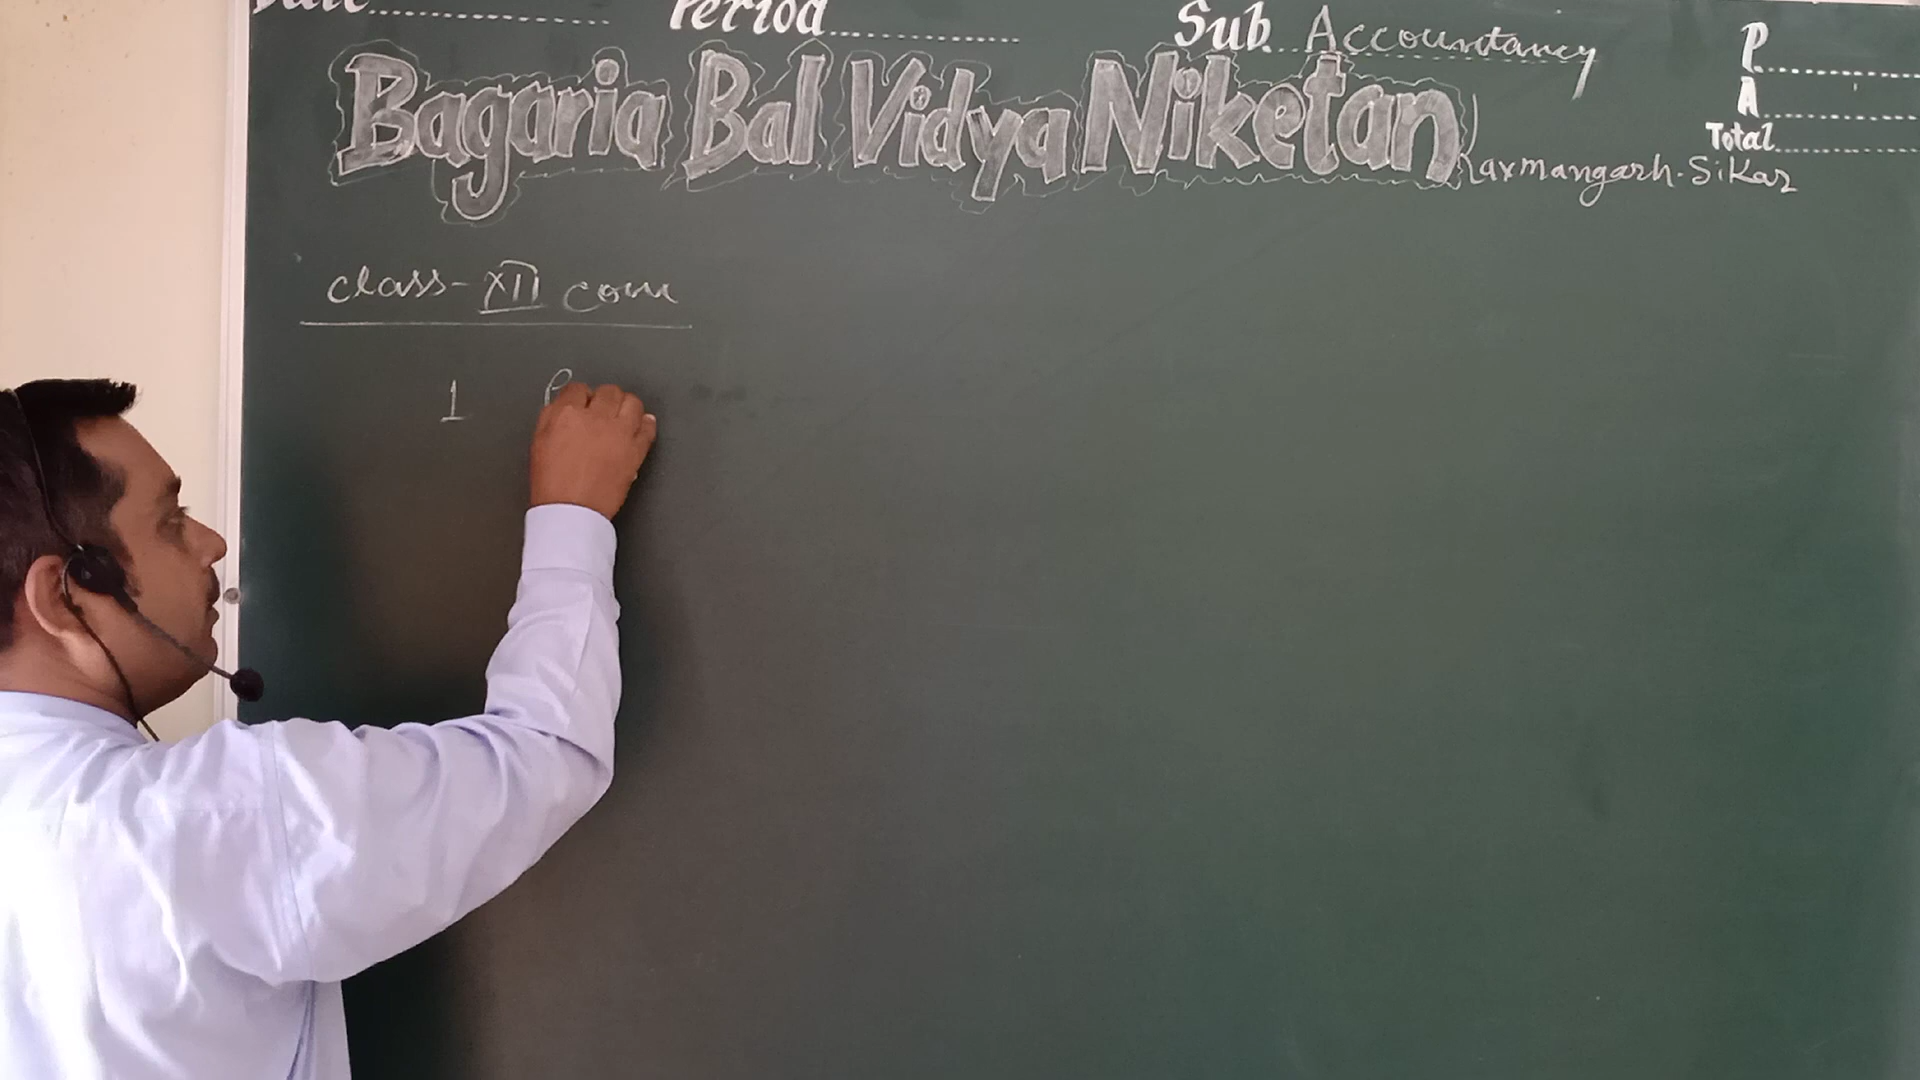 Date.................... Period.................... Sub... Accountancy
P...............
A...............
Total...............
Bagaria Bal Vidya Niketan
Laxmangarh. Sikar
class - XII com
1 P